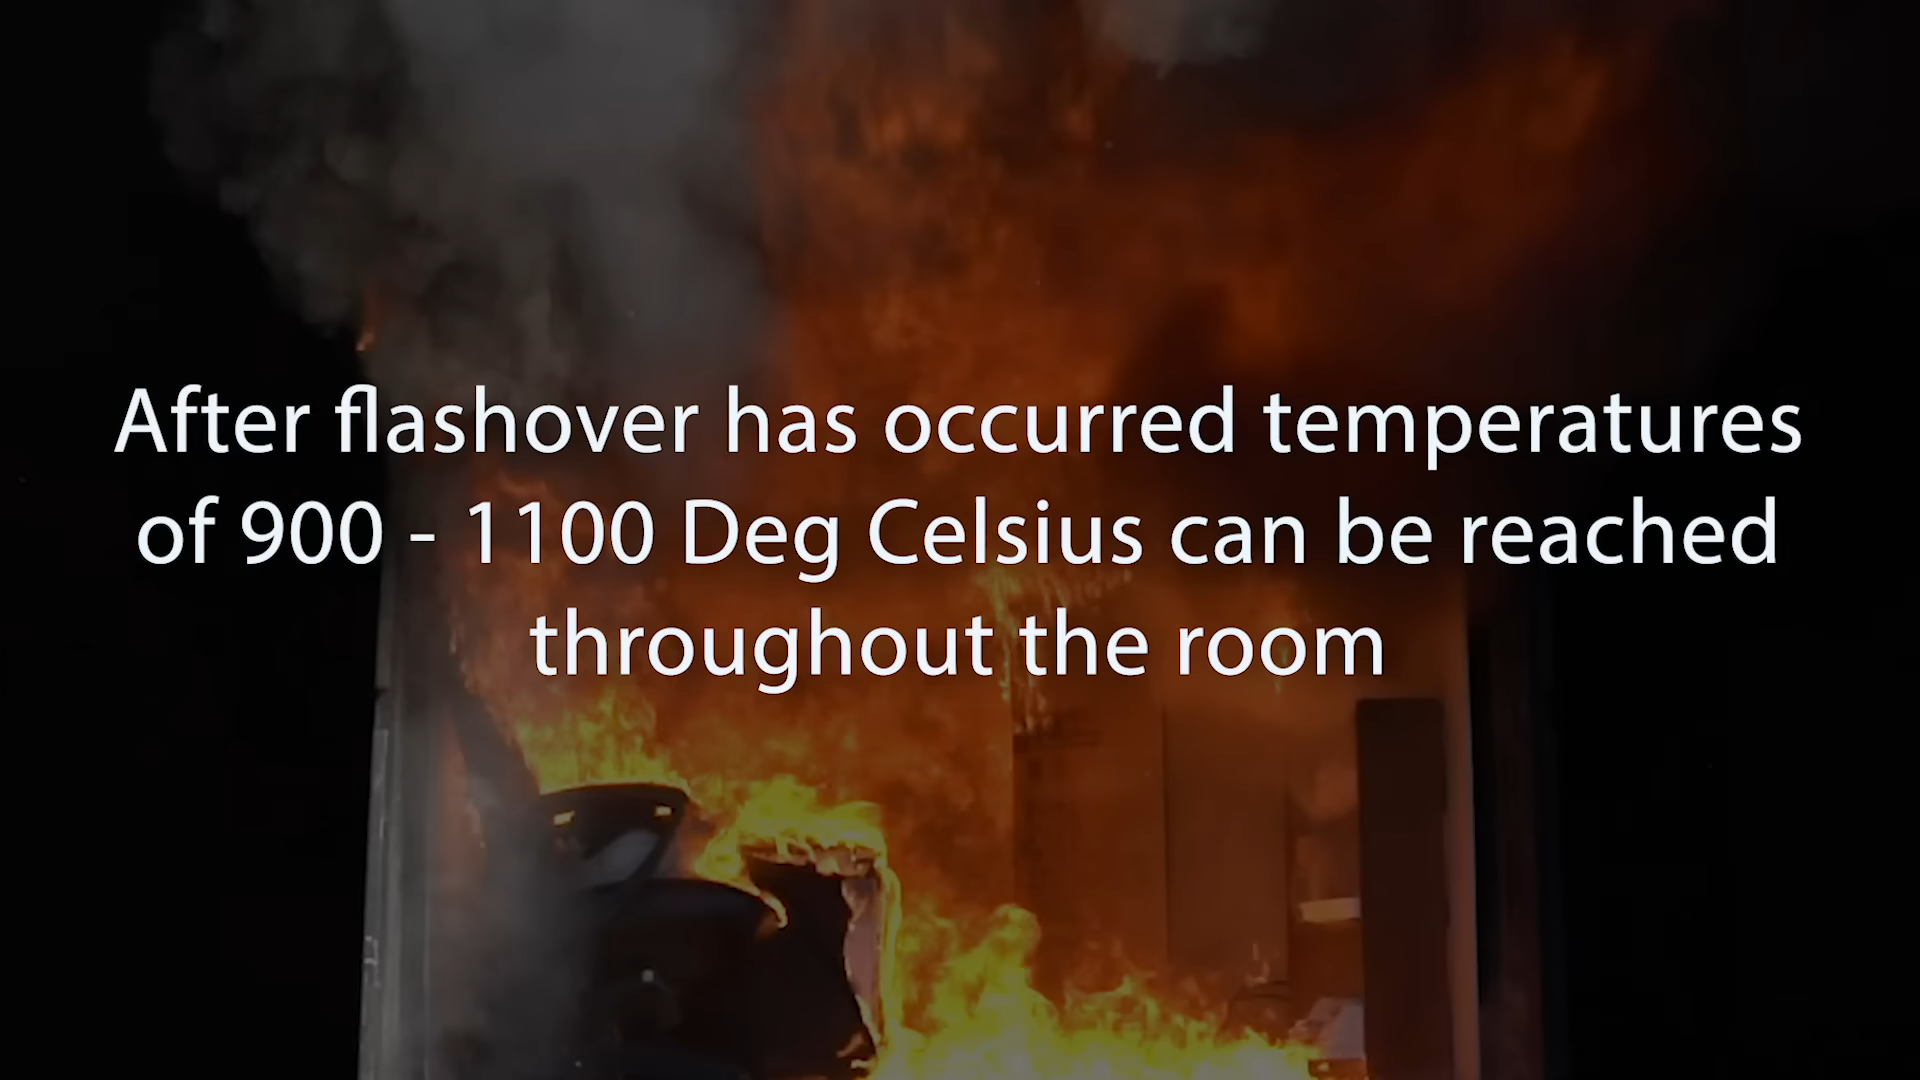 After flashover has occurred temperatures
of 900 - 1100 Deg Celsius can be reached
throughout the room